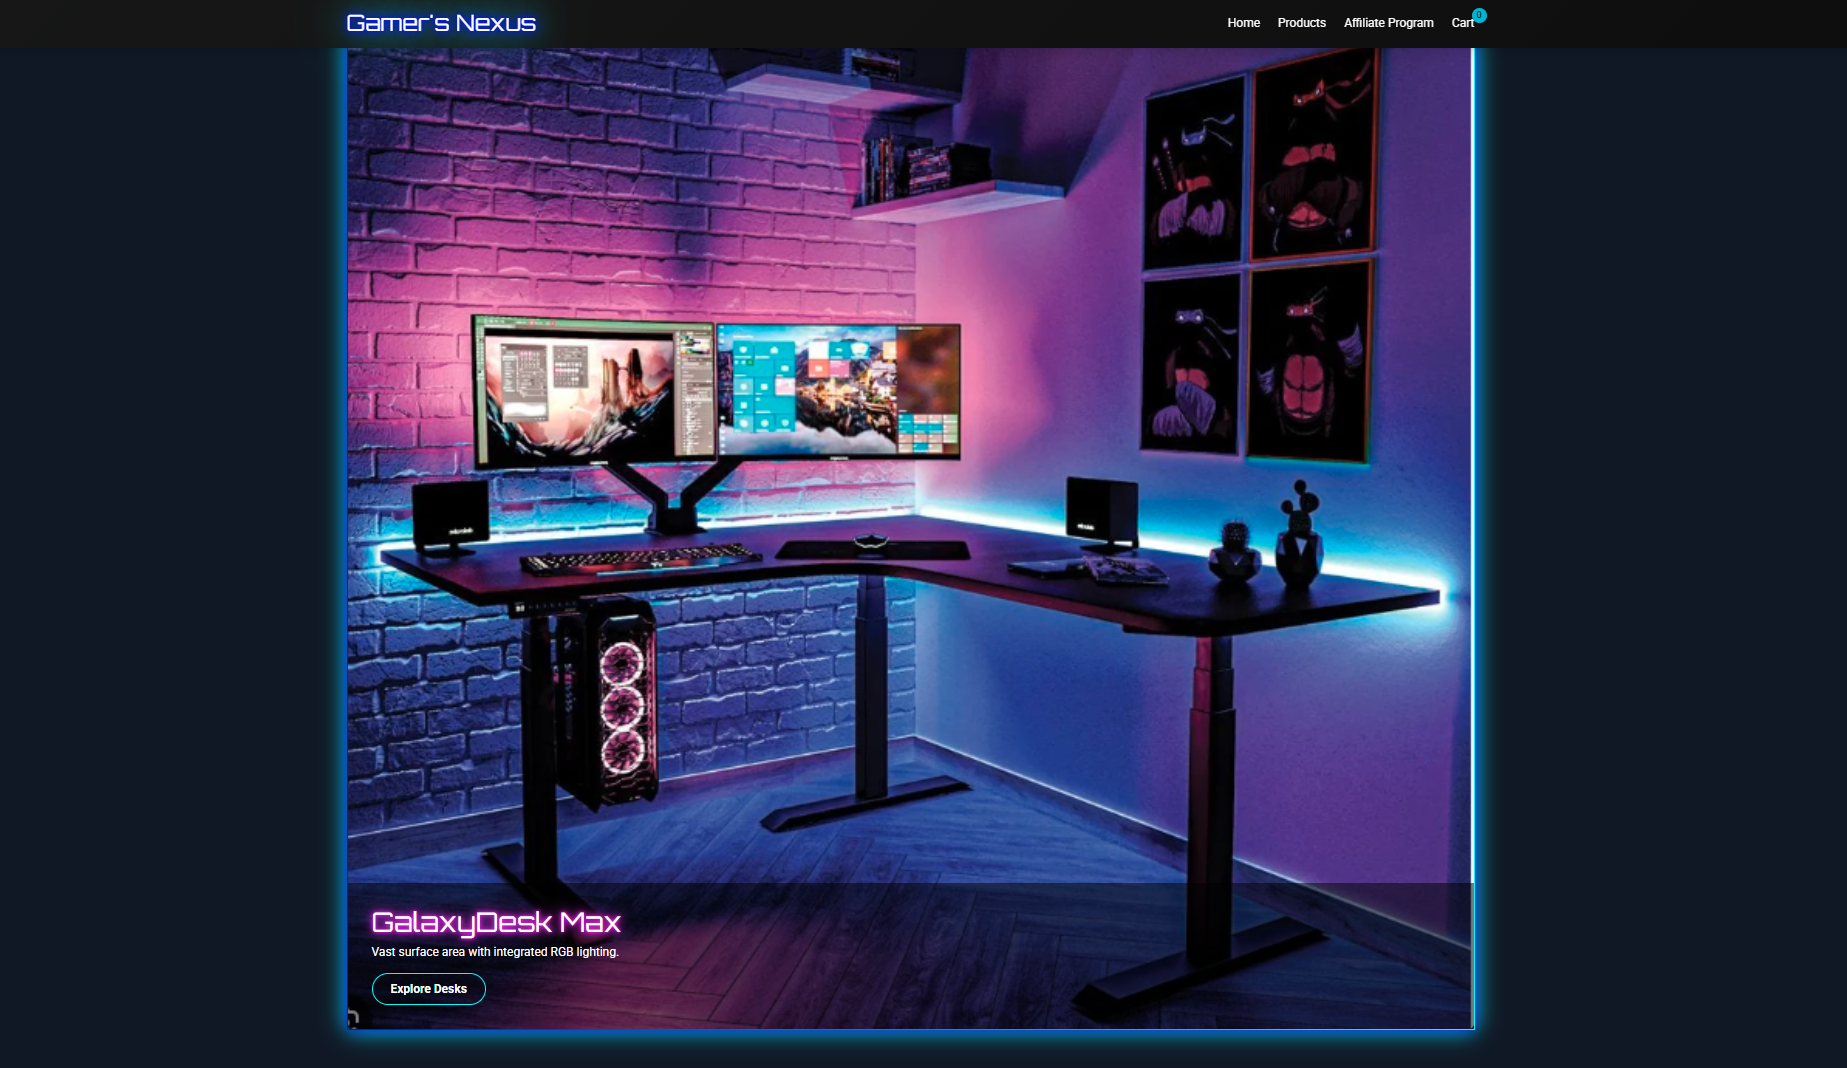 Gamer's Nexus
Home Products Affiliate Program Cart 0
GalaxyDesk Max
Vast surface area with integrated RGB lighting.
Explore Desks